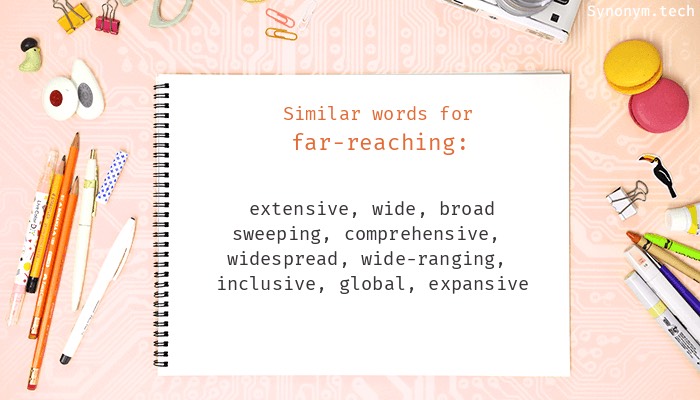 Synonym.tech
Similar words for
far-reaching:
extensive, wide, broad
sweeping, comprehensive,
widespread, wide-ranging,
inclusive, global, expansive